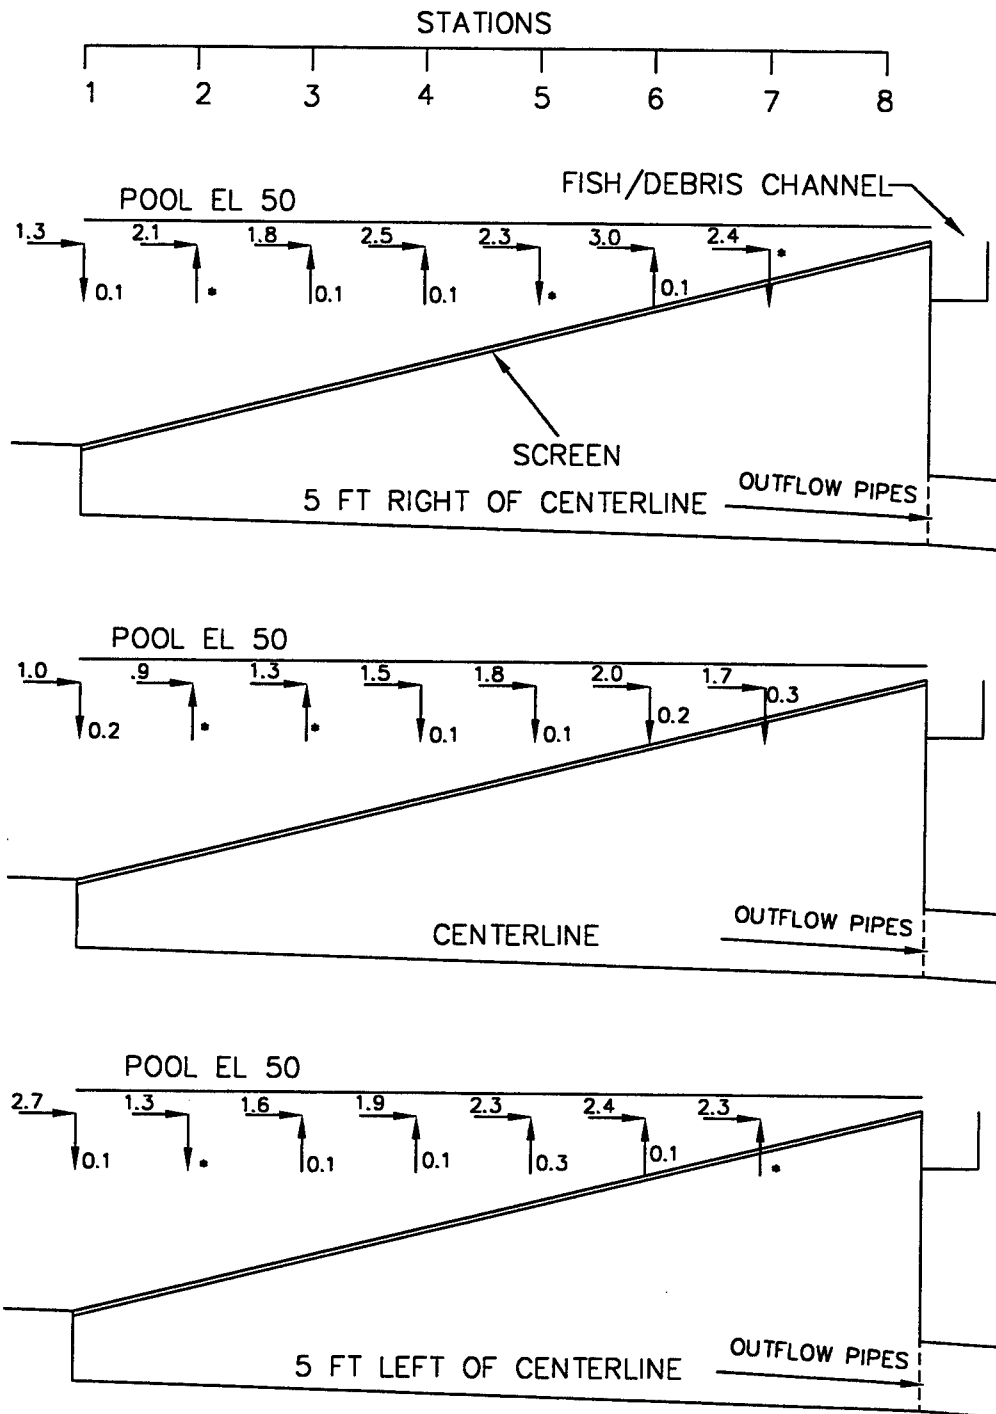 STATIONS
1 2 3 4 5 6 7 8
FISH/DEBRIS CHANNEL
POOL EL 50
1.3 2.1 1.8 2.5 2.3 3.0 2.4 *
0.1 * 0.1 0.1 * 0.1
SCREEN
OUTFLOW PIPES
5 FT RIGHT OF CENTERLINE
POOL EL 50
1.0 .9 1.3 1.5 1.8 2.0 1.7 0.3
0.2 * * 0.1 0.1 0.2
OUTFLOW PIPES
CENTERLINE
POOL EL 50
2.7 1.3 1.6 1.9 2.3 2.4 2.3
0.1 * 0.1 0.1 0.3 0.1 *
OUTFLOW PIPES
5 FT LEFT OF CENTERLINE